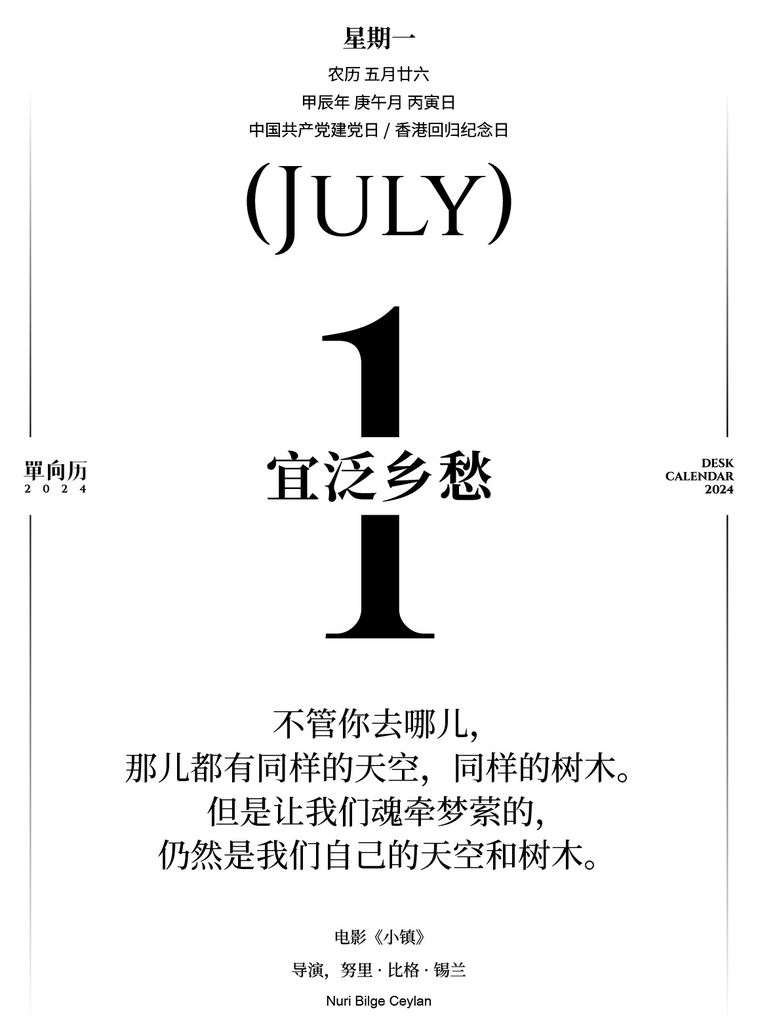 星期一
农历 五月廿六
甲辰年 庚午月 丙寅日
中国共产党建党日 / 香港回归纪念日
(JULY)
1
單向历
2024
宜泛乡愁
DESK
CALENDAR
2024
不管你去哪儿，
那儿都有同样的天空，同样的树木。
但是让我们魂牵梦萦的，
仍然是我们自己的天空和树木。
电影《小镇》
导演，努里 · 比格 · 锡兰
Nuri Bilge Ceylan